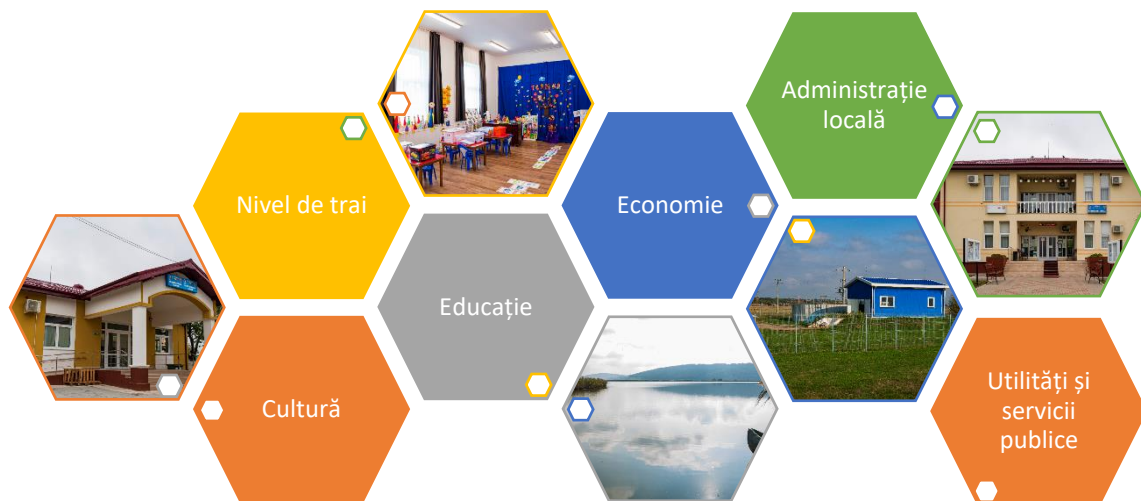 Administrație
locală
Nivel de trai
Economie
Educație
Cultură
Utilități și
servicii
publice